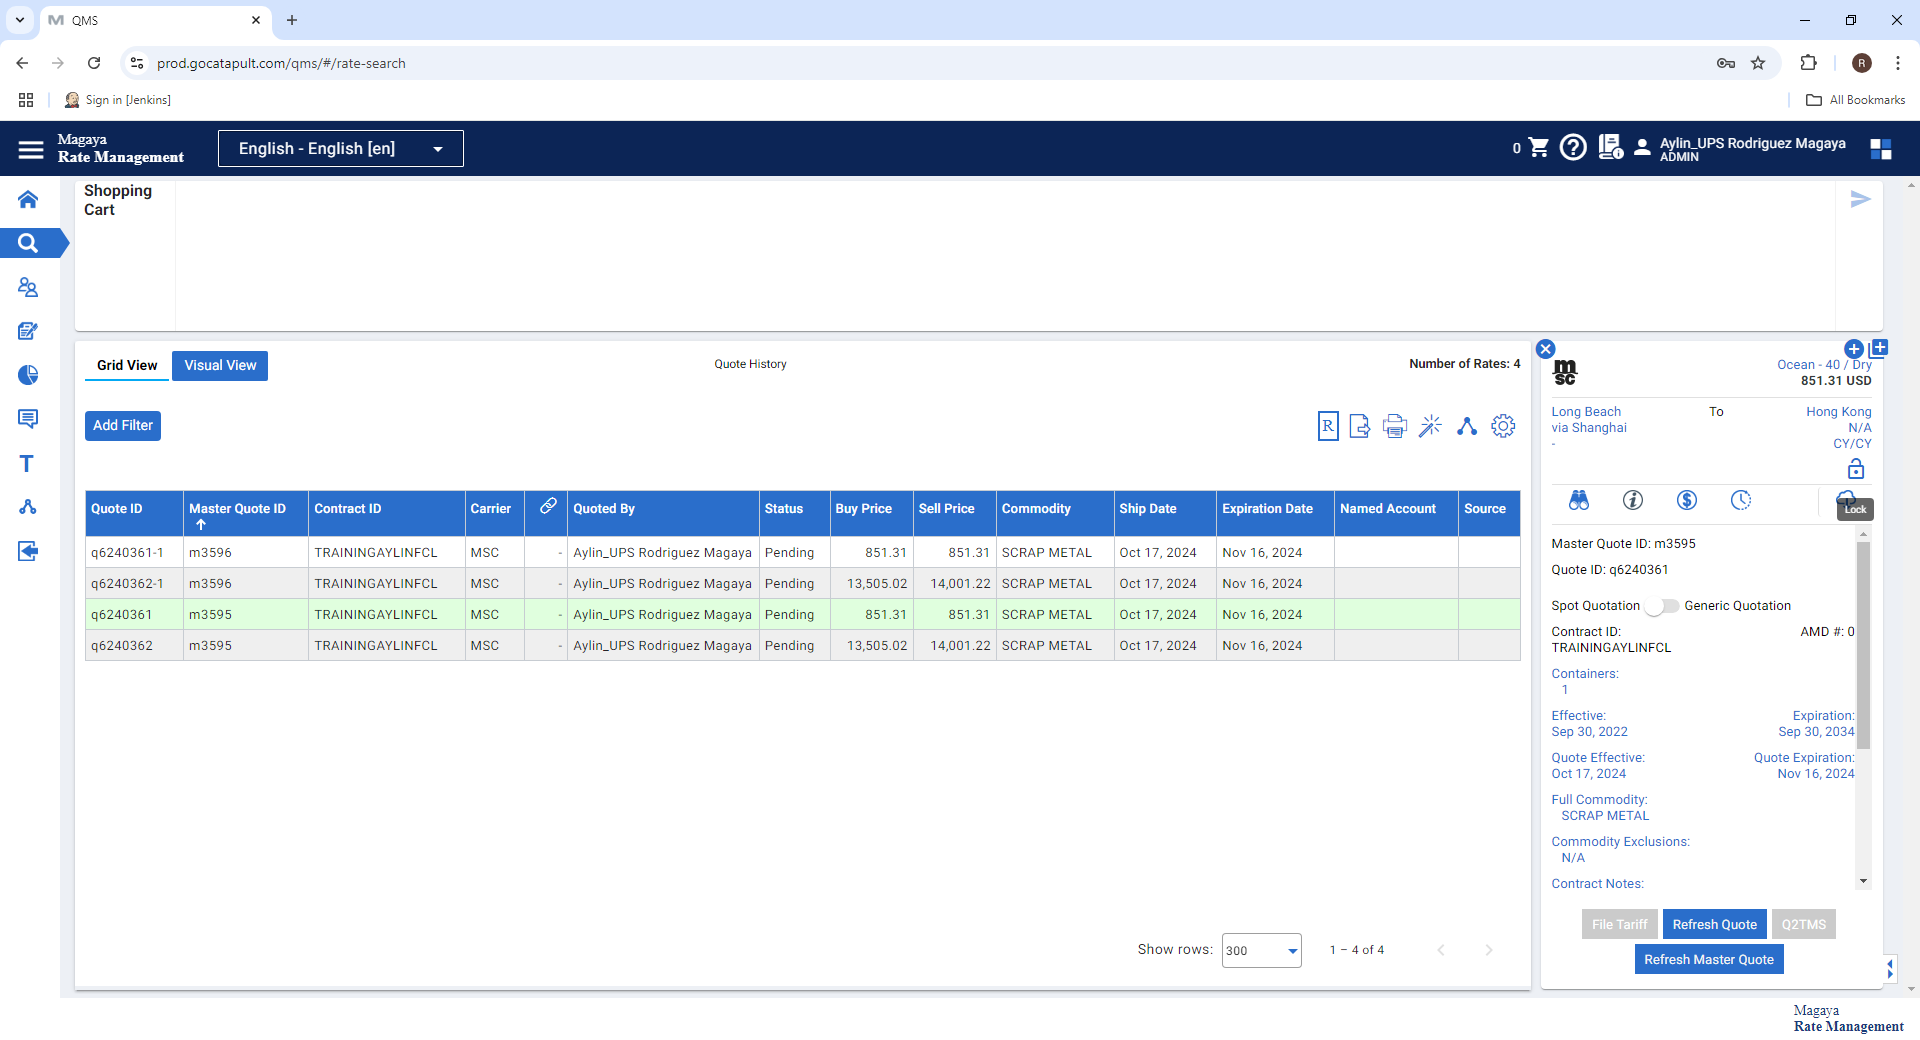 QMS
prod.gocatapult.com/qms/#/rate-search
R
Sign in [Jenkins]
All Bookmarks
Magaya
Rate Management
English - English [en]
0
Aylin_UPS Rodriguez Magaya
ADMIN
Shopping
Cart
Grid View
Visual View
Quote History
Number of Rates: 4
Add Filter
R
Quote ID Master Quote ID Contract ID Carrier Quoted By Status Buy Price Sell Price Commodity Ship Date Expiration Date Named Account Source
q6240361-1 m3596 TRAININGAYLINFCL MSC - Aylin_UPS Rodriguez Magaya Pending 851.31 851.31 SCRAP METAL Oct 17, 2024 Nov 16, 2024
q6240362-1 m3596 TRAININGAYLINFCL MSC - Aylin_UPS Rodriguez Magaya Pending 13,505.02 14,001.22 SCRAP METAL Oct 17, 2024 Nov 16, 2024
q6240361 m3595 TRAININGAYLINFCL MSC - Aylin_UPS Rodriguez Magaya Pending 851.31 851.31 SCRAP METAL Oct 17, 2024 Nov 16, 2024
q6240362 m3595 TRAININGAYLINFCL MSC - Aylin_UPS Rodriguez Magaya Pending 13,505.02 14,001.22 SCRAP METAL Oct 17, 2024 Nov 16, 2024
Show rows: 300 1 – 4 of 4
msc
Ocean - 40 / Dry
851.31 USD
Long Beach To Hong Kong
via Shanghai N/A
- CY/CY
Lock
Master Quote ID: m3595
Quote ID: q6240361
Spot Quotation Generic Quotation
Contract ID: AMD #: 0
TRAININGAYLINFCL
Containers:
1
Effective: Expiration:
Sep 30, 2022 Sep 30, 2034
Quote Effective: Quote Expiration:
Oct 17, 2024 Nov 16, 2024
Full Commodity:
SCRAP METAL
Commodity Exclusions:
N/A
Contract Notes:
File Tariff Refresh Quote Q2TMS
Refresh Master Quote
Magaya
Rate Management